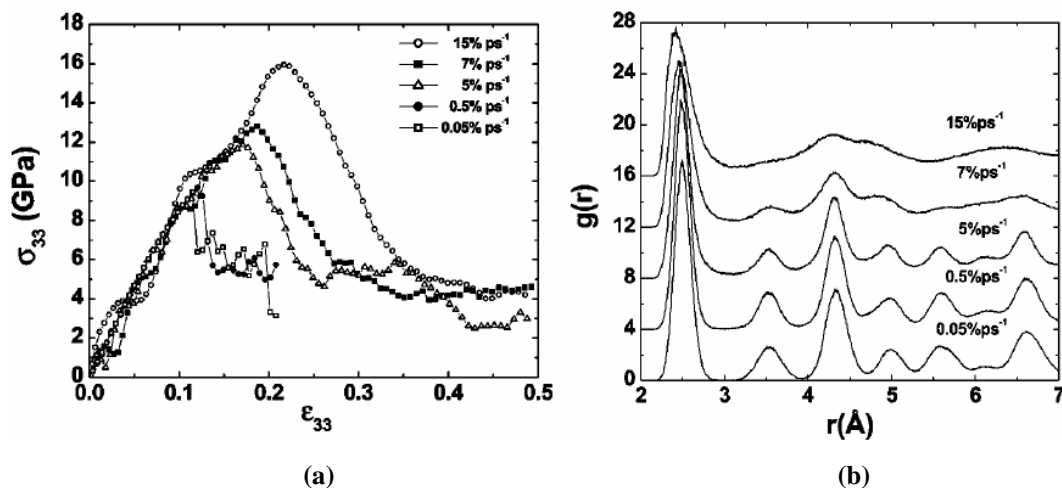 18
16
14
12
10
8
6
4
2
0
σ₃₃ (GPa)
15% ps⁻¹
7% ps⁻¹
5% ps⁻¹
0.5% ps⁻¹
0.05% ps⁻¹
0.0 0.1 0.2 0.3 0.4 0.5
ε₃₃
(a)
28
24
20
16
12
8
4
0
g(r)
15%ps⁻¹
7%ps⁻¹
5%ps⁻¹
0.5%ps⁻¹
0.05%ps⁻¹
2 3 4 5 6 7
r(Å)
(b)